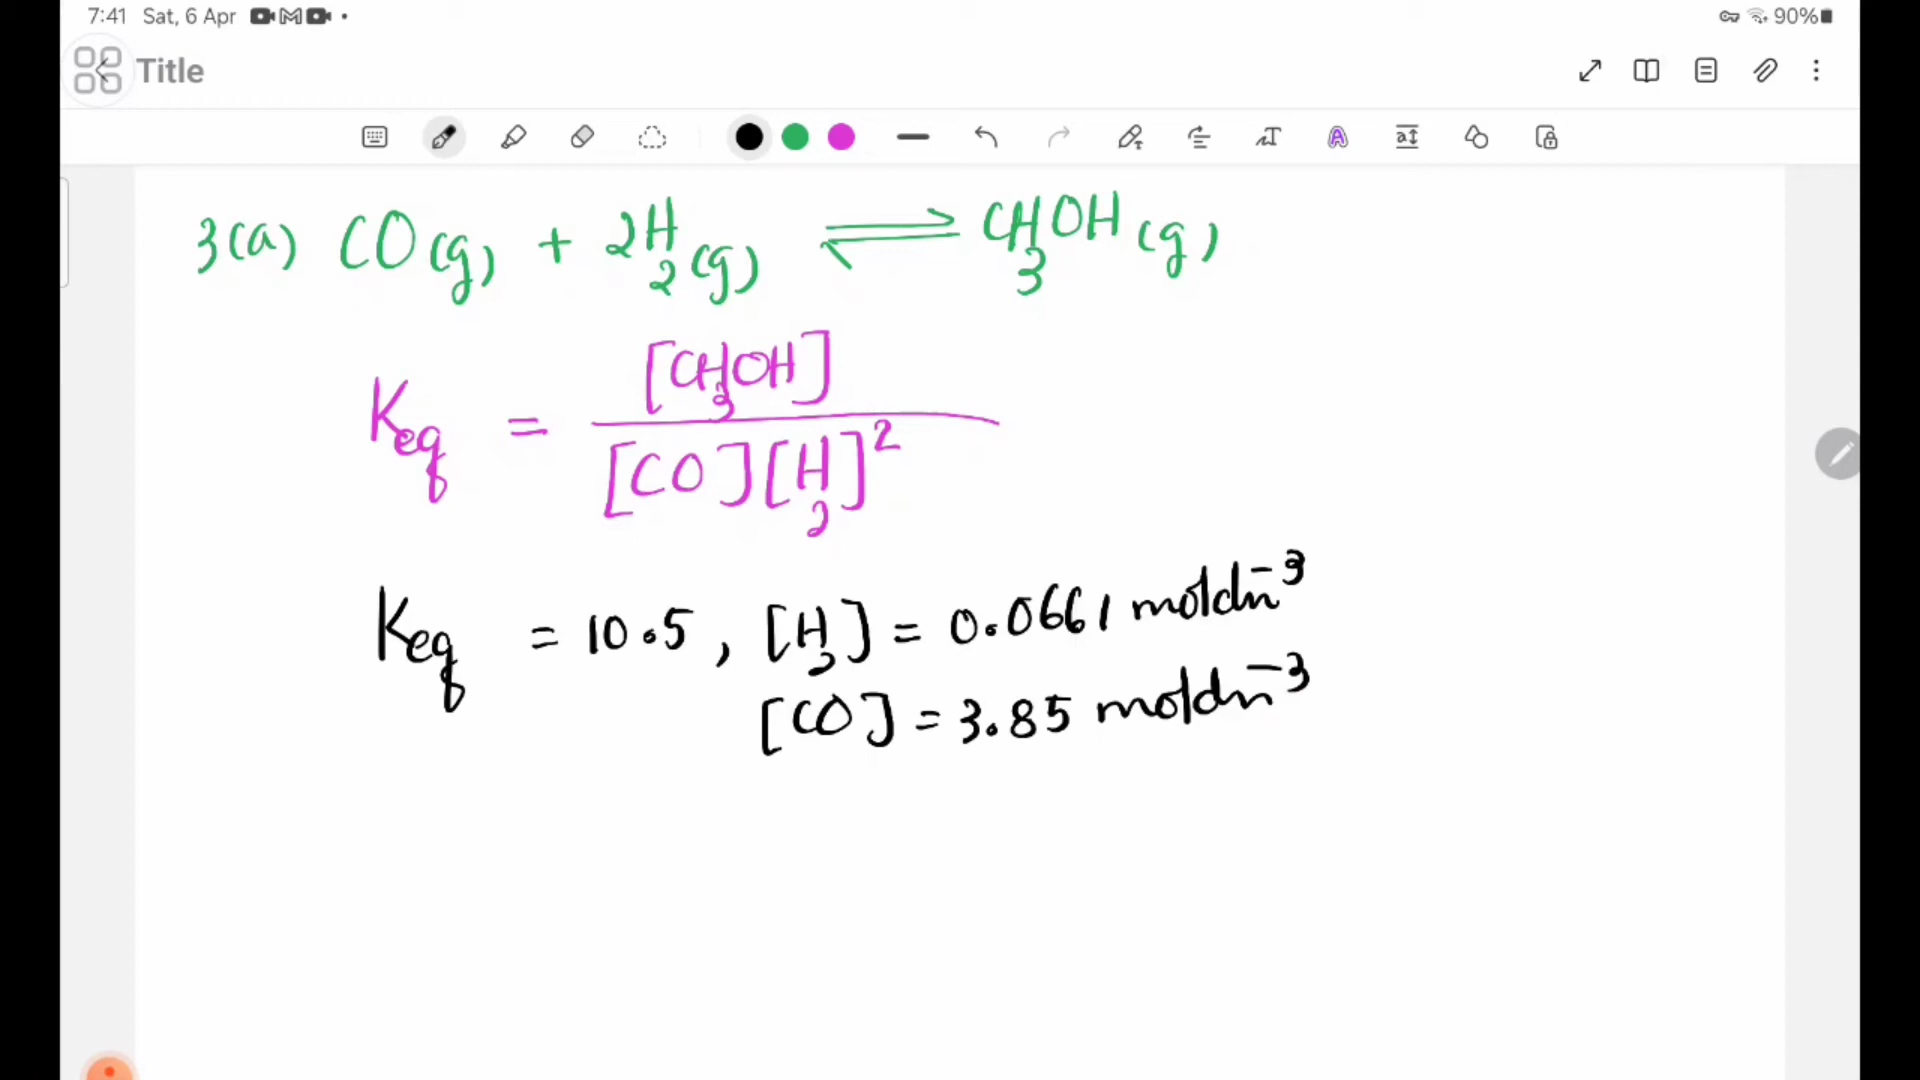 7:41 Sat, 6 Apr
90%
Title
3(a) CO(g) + 2H₂(g) ⇌ CH₃OH(g)
Keq = [CH₃OH] / [CO][H₂]²
Keq = 10.5, [H₂] = 0.0661 moldm⁻³
[CO] = 3.85 moldm⁻³